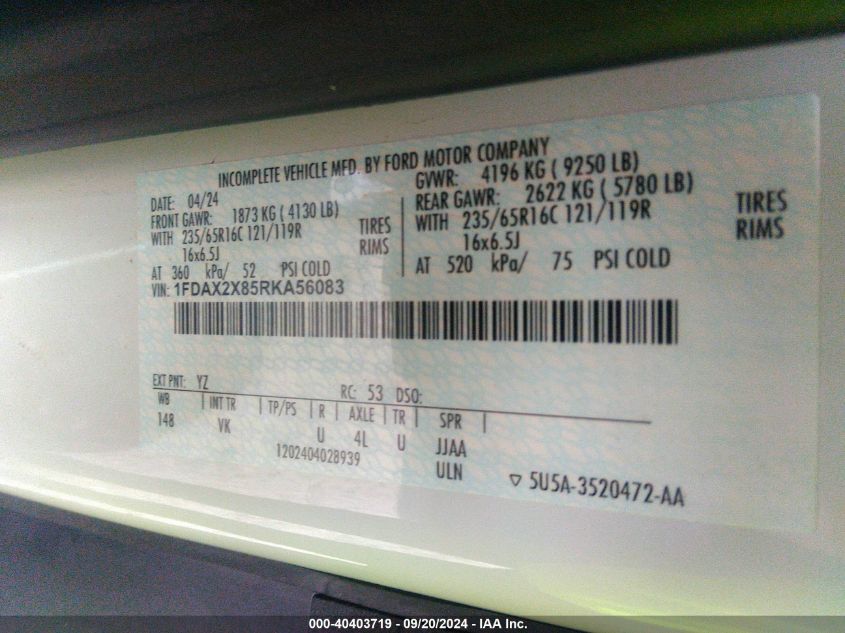 INCOMPLETE VEHICLE MFD. BY FORD MOTOR COMPANY
DATE: 04/24
GVWR: 4196 KG ( 9250 LB)
FRONT GAWR: 1873 KG ( 4130 LB)
REAR GAWR: 2622 KG ( 5780 LB)
WITH 235/65R16C 121/119R TIRES
WITH 235/65R16C 121/119R TIRES
16x6.5J RIMS
16x6.5J RIMS
AT 360 kPa/ 52 PSI COLD
AT 520 kPa/ 75 PSI COLD
VIN: 1FDAX2X85RKA56083
EXT PNT: YZ RC: 53 DSO:
WB INT TR TP/PS R AXLE TR SPR
148 VK U 4L U JJAA
1202404028939 ULN
▽ 5U5A-3520472-AA
000-40403719 - 09/20/2024 - IAA Inc.